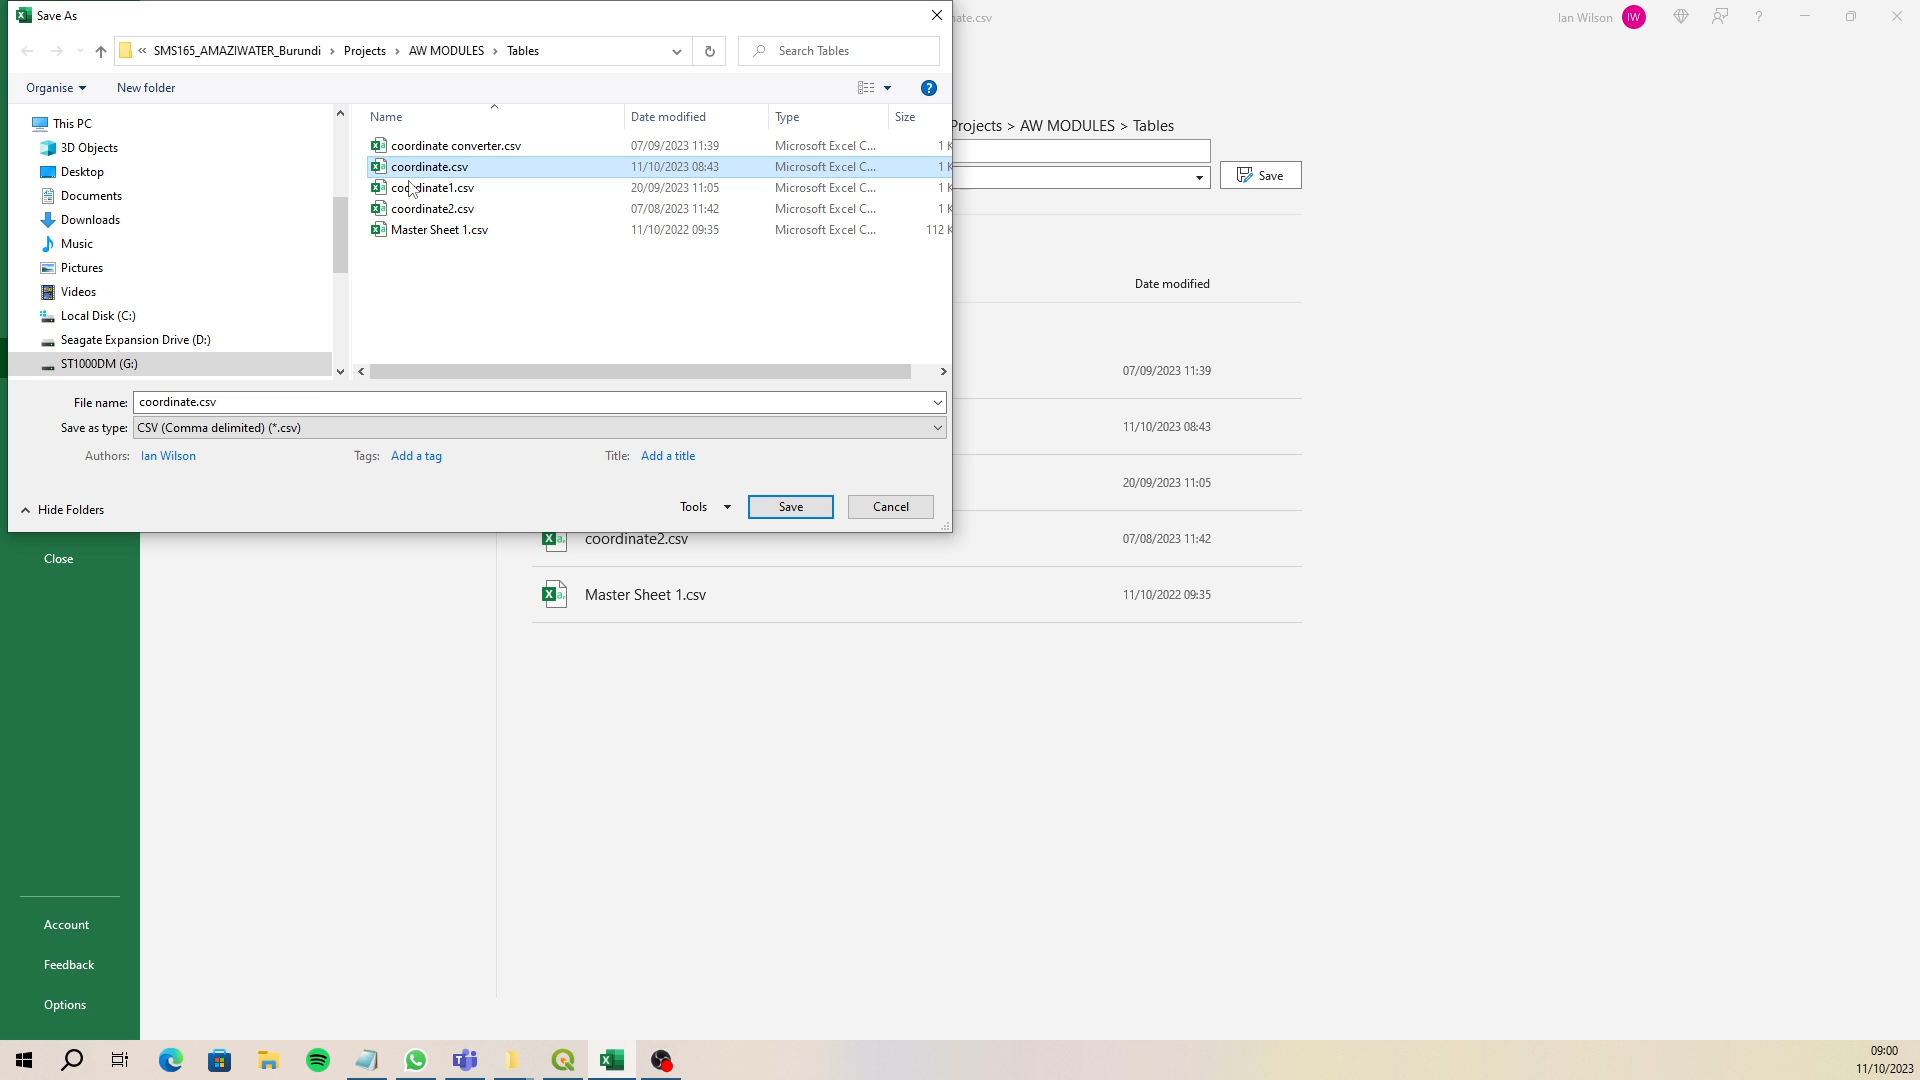 Save As
« SMS165_AMAZIWATER_Burundi › Projects › AW MODULES › Tables
Search Tables
Organise
New folder
?
This PC
3D Objects
Desktop
Documents
Downloads
Music
Pictures
Videos
Local Disk (C:)
Seagate Expansion Drive (D:)
ST1000DM (G:)
Name Date modified Type Size
coordinate converter.csv 07/09/2023 11:39 Microsoft Excel C...
coordinate.csv 11/10/2023 08:43 Microsoft Excel C...
coordinate1.csv 20/09/2023 11:05 Microsoft Excel C...
coordinate2.csv 07/08/2023 11:42 Microsoft Excel C...
Master Sheet 1.csv 11/10/2022 09:35 Microsoft Excel C... 112 K
File name: coordinate.csv
Save as type: CSV (Comma delimited) (*.csv)
Authors: Ian Wilson Tags: Add a tag Title: Add a title
Hide Folders
Tools
Save
Cancel
ate.csv
Ian Wilson IW
?
Projects > AW MODULES > Tables
Save
Date modified
07/09/2023 11:39
11/10/2023 08:43
20/09/2023 11:05
coordinate2.csv 07/08/2023 11:42
Master Sheet 1.csv 11/10/2022 09:35
Close
Account
Feedback
Options
09:00
11/10/2023